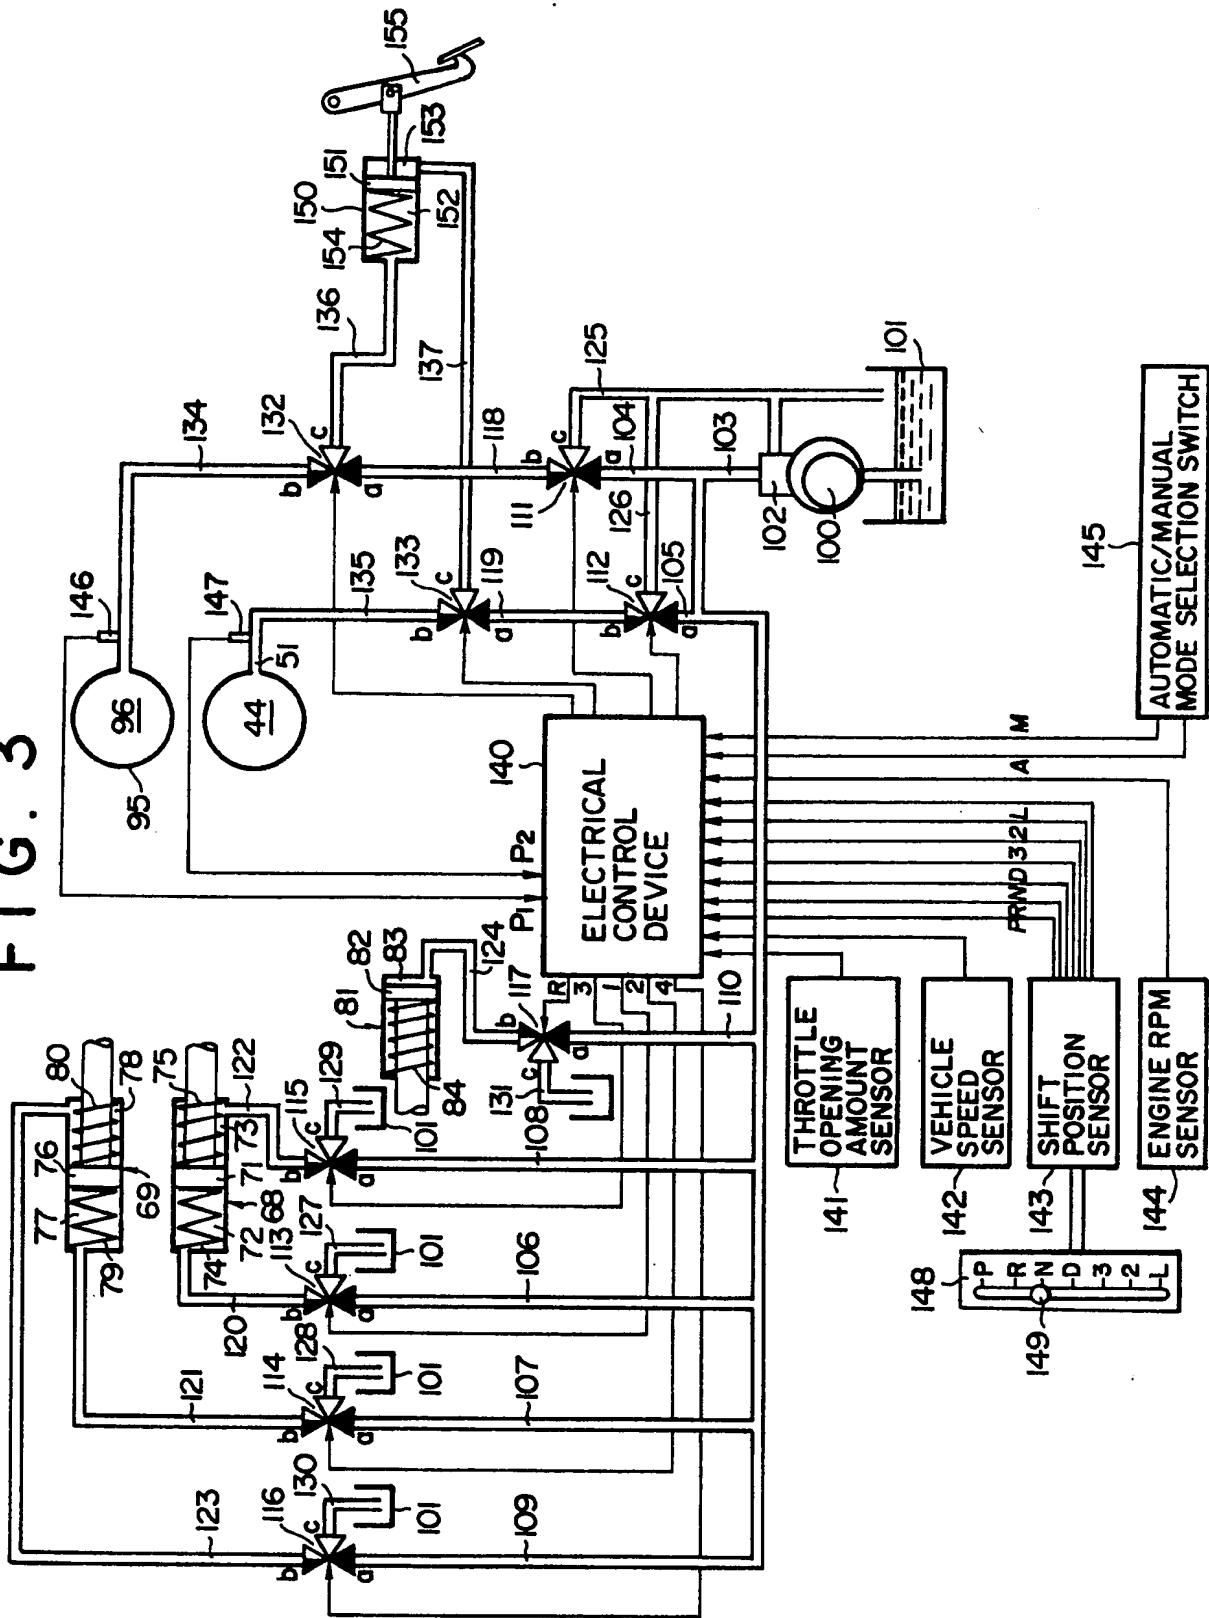 FIG. 3
155
153
151
150
152
154
136
137
134
132
c
b
a
118
125
101
c
b
a
104
111
103
126
102
100
146
147
135
133
c
b
a
119
112
c
b
a
105
51
96
44
95
145
AUTOMATIC/MANUAL
MODE SELECTION SWITCH
M
A
140
P2
P1
ELECTRICAL
CONTROL
DEVICE
R
3
1
2
4
P
R
N
D
3
2
L
110
82
83
81
84
124
117
b
a
c
131
80
78
76
77
69
79
75
122
73
71
68
72
74
115
129
c
b
a
101
108
120
113
127
c
b
a
101
106
121
114
128
c
b
a
101
107
123
116
130
c
b
a
101
109
THROTTLE
OPENING
AMOUNT
SENSOR
141
VEHICLE
SPEED
SENSOR
142
SHIFT
POSITION
SENSOR
143
ENGINE RPM
SENSOR
144
148
P
R
N
D
3
2
L
149